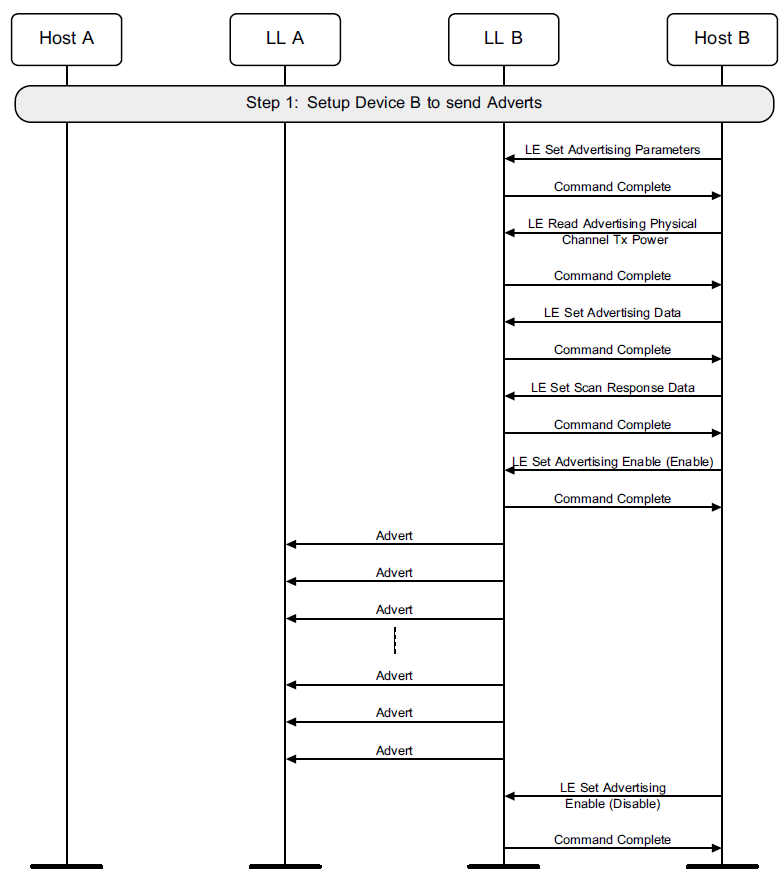 Host A
LL A
LL B
Host B
Step 1:  Setup Device B to send Adverts
LE Set Advertising Parameters
Command Complete
LE Read Advertising Physical
Channel Tx Power
Command Complete
LE Set Advertising Data
Command Complete
LE Set Scan Response Data
Command Complete
LE Set Advertising Enable (Enable)
Command Complete
Advert
Advert
Advert
Advert
Advert
Advert
LE Set Advertising
Enable (Disable)
Command Complete